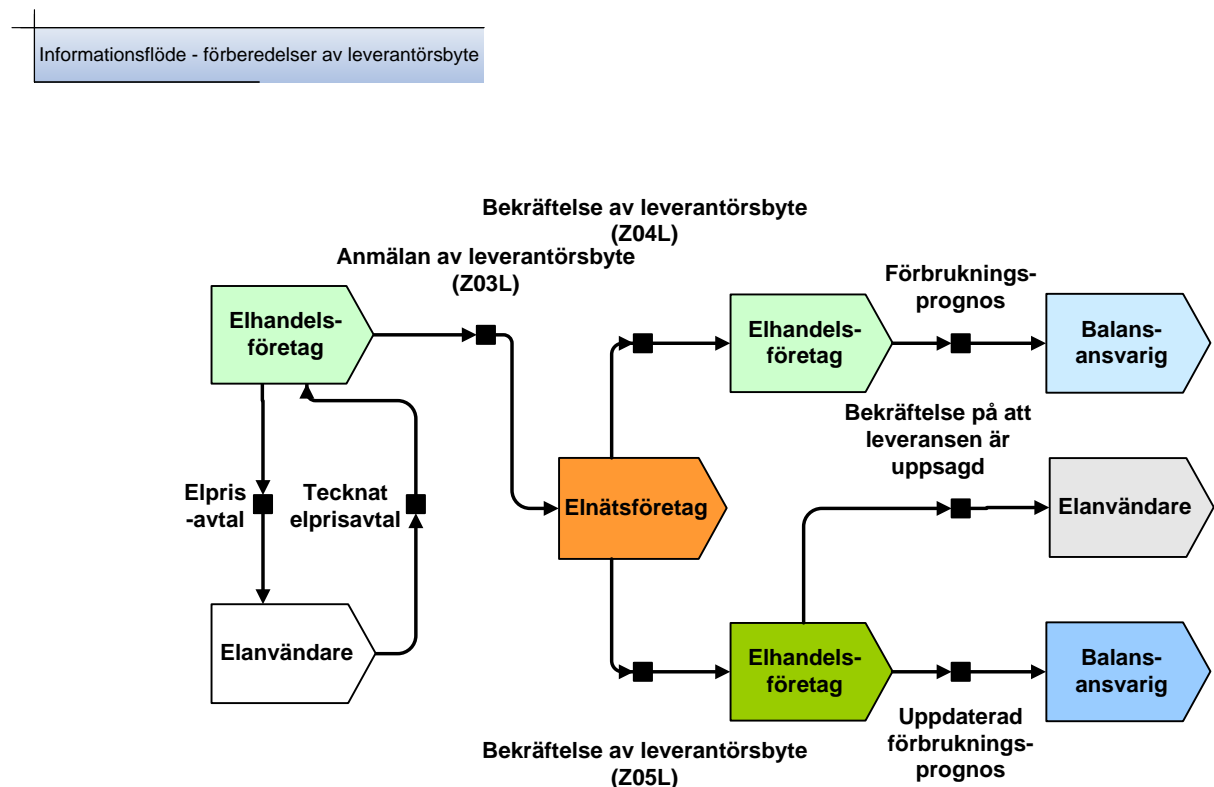 Informationsflöde - förberedelser av leverantörsbyte
Bekräftelse av leverantörsbyte
(Z04L)
Anmälan av leverantörsbyte
(Z03L)
Förbruknings-
prognos
Elhandels-
företag
Elhandels-
företag
Balans-
ansvarig
Bekräftelse på att
leveransen är
uppsagd
Elpris
-avtal
Tecknat
elprisavtal
Elnätsföretag
Elanvändare
Elanvändare
Elhandels-
företag
Balans-
ansvarig
Bekräftelse av leverantörsbyte
(Z05L)
Uppdaterad
förbruknings-
prognos